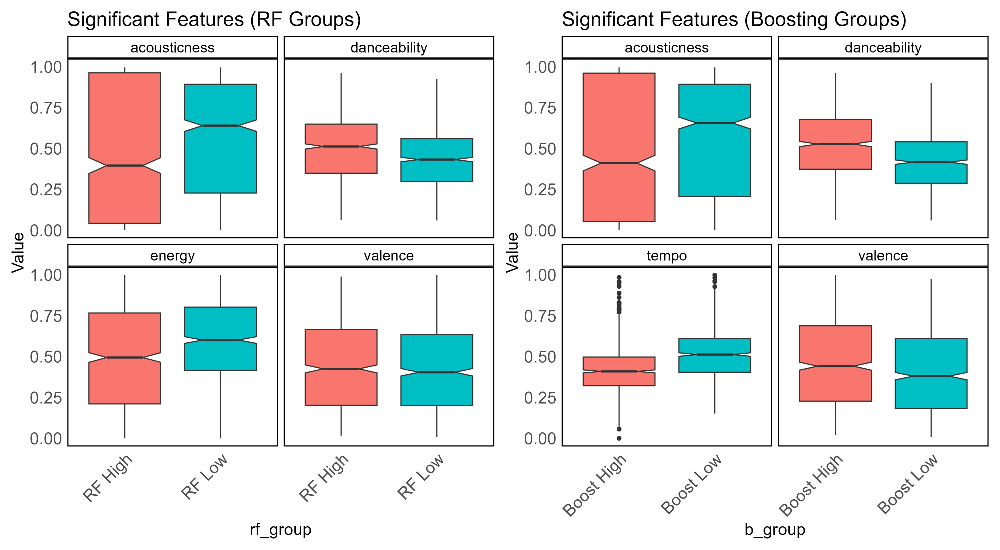 Significant Features (RF Groups)
acousticness
danceability
1.00
0.75
0.50
0.25
0.00
energy
valence
1.00
0.75
0.50
0.25
0.00
Value
RF High
RF Low
RF High
RF Low
rf_group
Significant Features (Boosting Groups)
acousticness
danceability
1.00
0.75
0.50
0.25
0.00
tempo
valence
1.00
0.75
0.50
0.25
0.00
Value
Boost High
Boost Low
Boost High
Boost Low
b_group